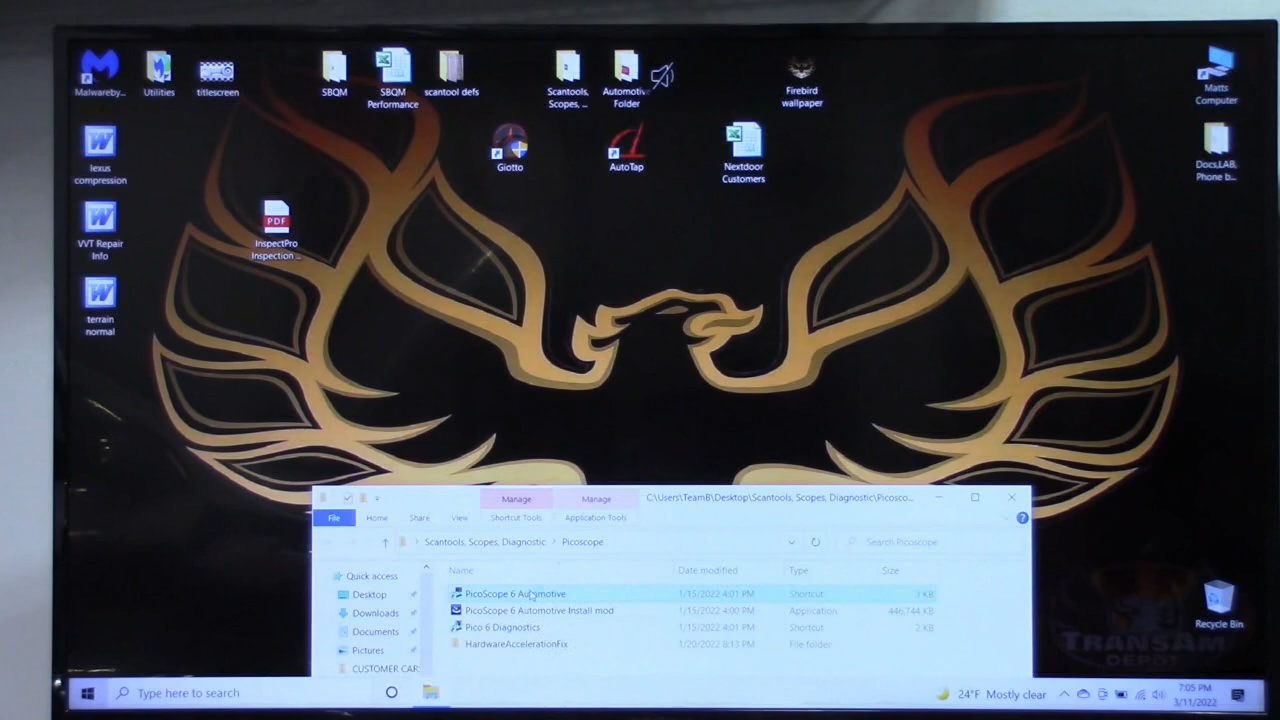 Malwareby...
Utilities
titlescreen
SBQM
SBQM
Performance
scantool defs
Scantools,
Scopes, ...
Automotive
Folder
Firebird
wallpaper
Matts
Computer
lexus
compression
Giotto
AutoTap
Nextdoor
Customers
Docs,LAB,
Phone b...
VVT Repair
Info
PDF
InspectPro
Inspection ...
terrain
normal
Manage
Manage
C:\Users\TeamB\Desktop\Scantools, Scopes, Diagnostic\Picosco...
File
Home
Share
View
Shortcut Tools
Application Tools
Scantools, Scopes, Diagnostic > Picoscope
Search Picoscope
Name
Date modified
Type
Size
Quick access
Desktop
Downloads
Documents
Pictures
CUSTOMER CAR
PicoScope 6 Automotive 1/15/2022 4:01 PM Shortcut 3 KB
PicoScope 6 Automotive Install mod 1/15/2022 4:00 PM Application 446,744 KB
Pico 6 Diagnostics 1/15/2022 4:01 PM Shortcut 2 KB
HardwareAccelerationFix 1/20/2022 8:13 PM File folder
Recycle Bin
TRANSAM
DEPOT
Type here to search
24°F Mostly clear
7:05 PM
3/11/2022